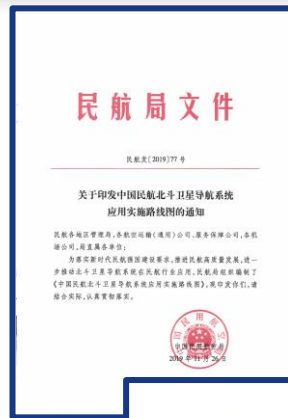 民航局文件
民航发〔2019〕77号
关于印发中国民航北斗卫星导航系统
应用实施路线图的通知
民航各地区管理局,各航空运输(通用)公司、服务保障公司,各机
场公司,局直属各单位:
为落实新时代民航强国建设要求,推进民航高质量发展,进一
步推动北斗卫星导航系统在民航行业应用,民航局组织编制了
《中国民航北斗卫星导航系统应用实施路线图》,现印发你们,请
结合实际,认真贯彻落实。
中国民用航空局
2019年11月26日